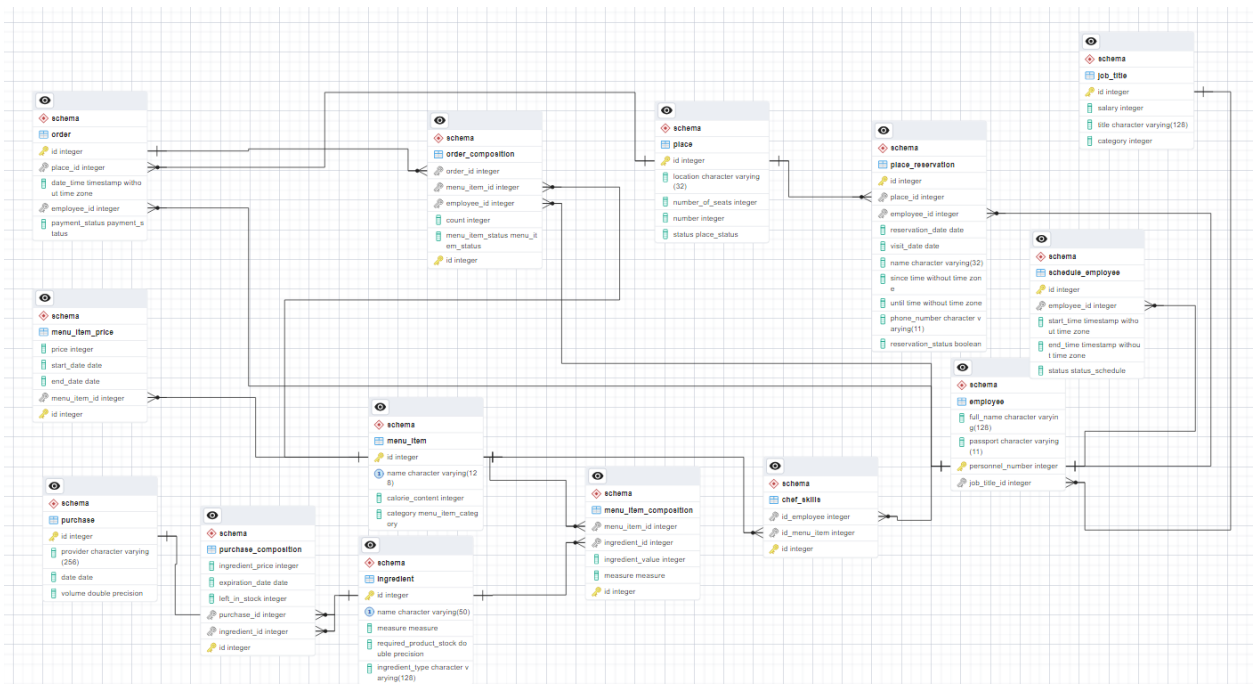 schema
job_title
id integer
salary integer
title character varying(128)
category integer
schema
order
id integer
place_id integer
date_time timestamp witho
ut time zone
employee_id integer
payment_status payment_s
tatus
schema
order_composition
order_id integer
menu_item_id integer
employee_id integer
count integer
menu_item_status menu_it
em_status
id integer
schema
place
id integer
location character varying
(32)
number_of_seats integer
number integer
status place_status
schema
place_reservation
id integer
place_id integer
employee_id integer
reservation_date date
visit_date date
name character varying(32)
since time without time zon
e
until time without time zone
phone_number character v
arying(11)
reservation_status boolean
schema
schedule_employee
id integer
employee_id integer
start_time timestamp witho
ut time zone
end_time timestamp withou
t time zone
status status_schedule
schema
menu_item_price
price integer
start_date date
end_date date
menu_item_id integer
id integer
schema
employee
full_name character varyin
g(128)
passport character varying
(11)
personnel_number integer
job_title_id integer
schema
menu_item
id integer
name character varying(12
8)
calorie_content integer
category menu_item_categ
ory
schema
chef_skills
id_employee integer
id_menu_item integer
id integer
schema
menu_item_composition
menu_item_id integer
ingredient_id integer
ingredient_value integer
measure measure
id integer
schema
purchase
id integer
provider character varying
(256)
date date
volume double precision
schema
purchase_composition
ingredient_price integer
expiration_date date
left_in_stock integer
purchase_id integer
ingredient_id integer
id integer
schema
ingredient
id integer
name character varying(50)
measure measure
required_product_stock do
uble precision
ingredient_type character v
arying(128)